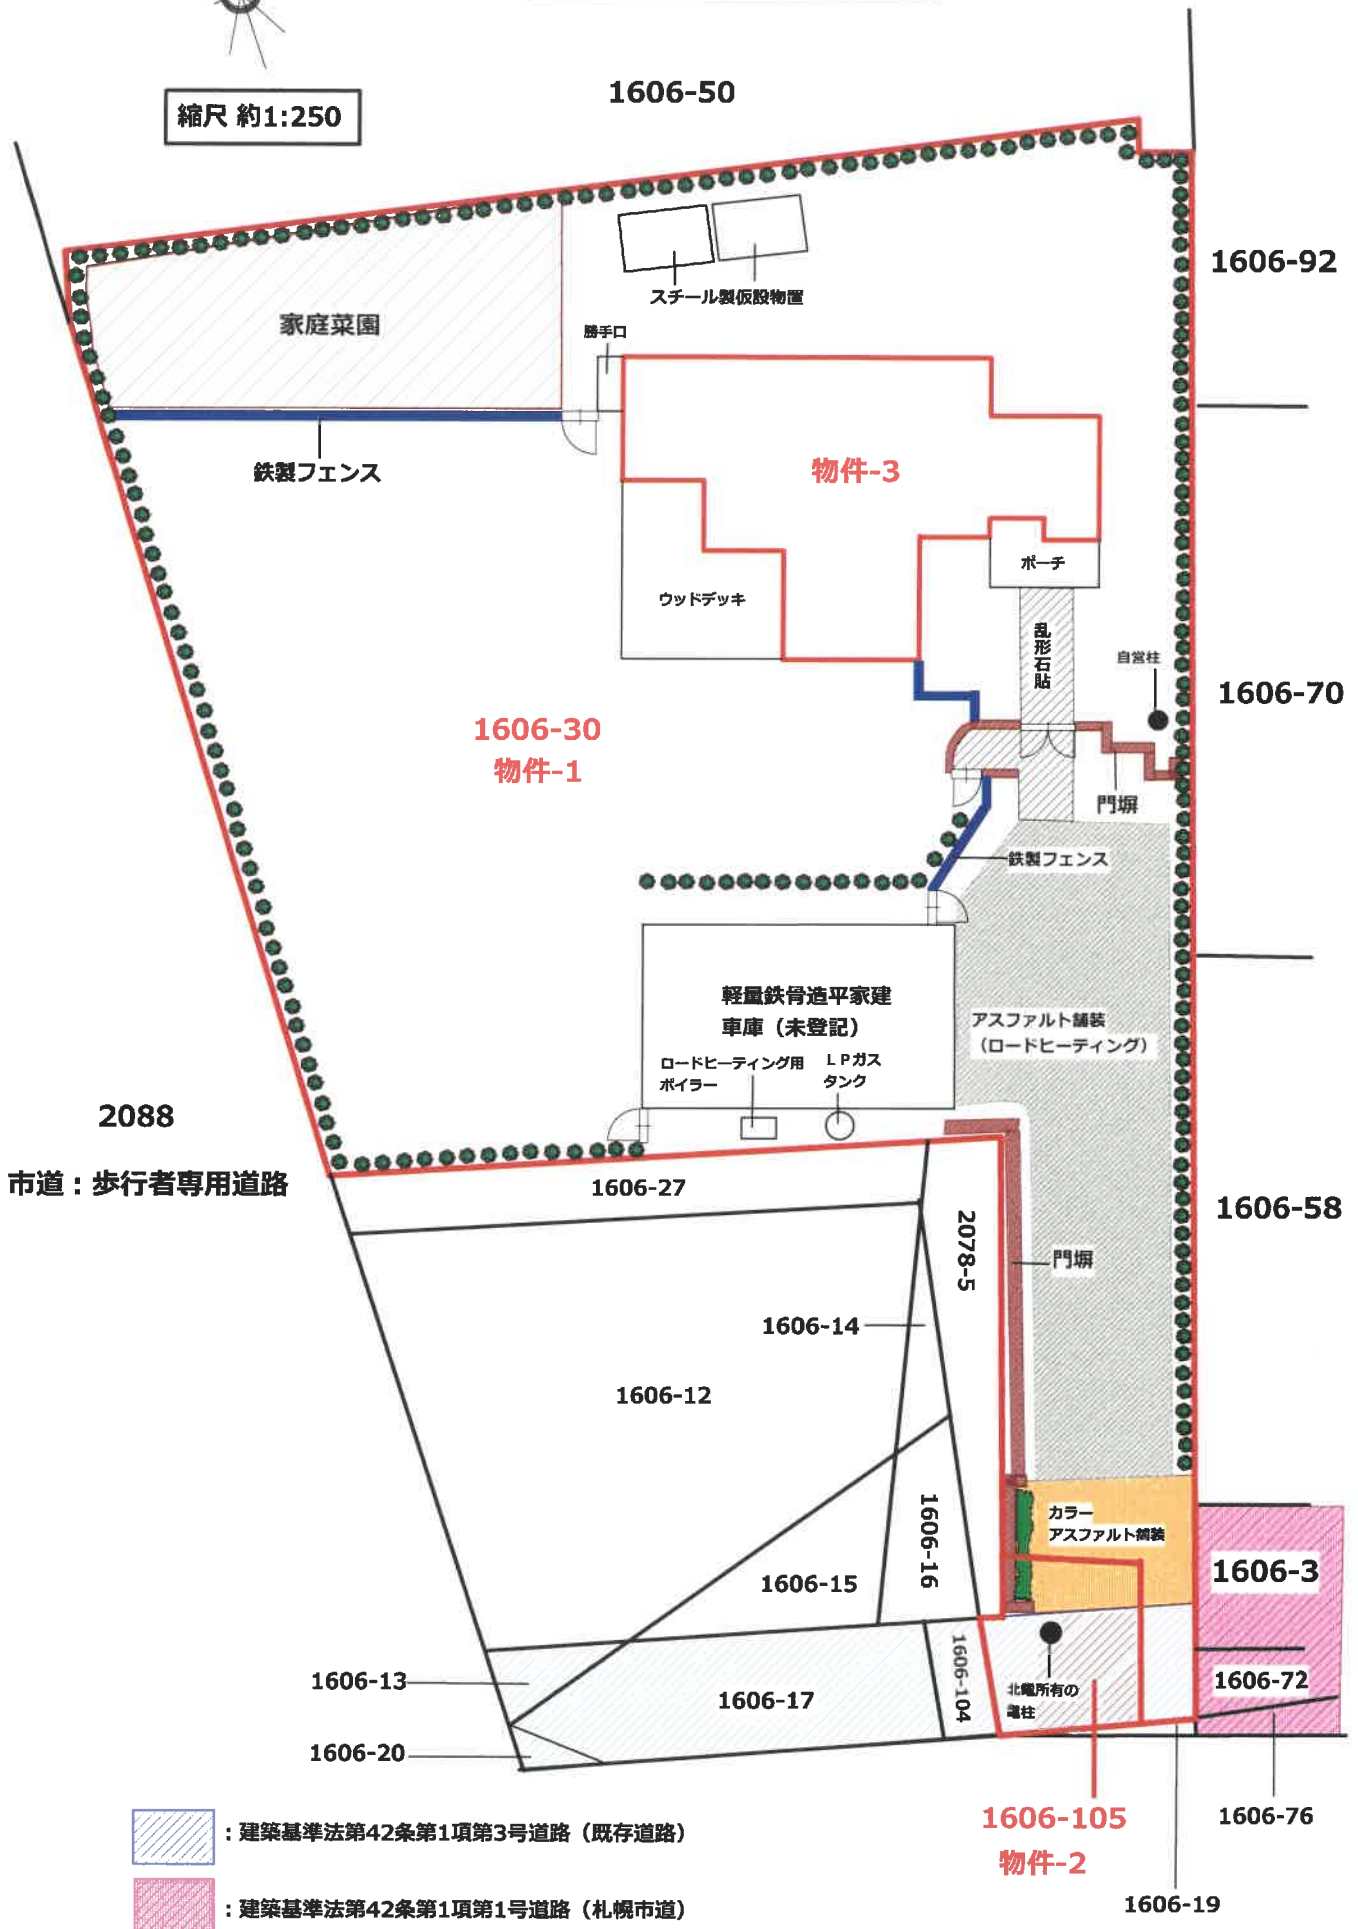 縮尺 約1:250
1606-50
1606-92
スチール製仮設物置
家庭菜園
勝手口
鉄製フェンス
物件-3
ポーチ
ウッドデッキ
乱形石貼
自営柱
1606-70
1606-30
物件-1
門塀
鉄製フェンス
軽量鉄骨造平家建
車庫（未登記）
アスファルト舗装
（ロードヒーティング）
ロードヒーティング用
ボイラー
ＬＰガス
タンク
2088
市道：歩行者専用道路
1606-27
2078-5
1606-58
門塀
1606-14
1606-12
1606-16
カラー
アスファルト舗装
1606-3
1606-15
1606-13
1606-17
1606-104
北電所有の
電柱
1606-72
1606-20
1606-105
物件-2
1606-76
1606-19
：建築基準法第42条第1項第3号道路（既存道路）
：建築基準法第42条第1項第1号道路（札幌市道）